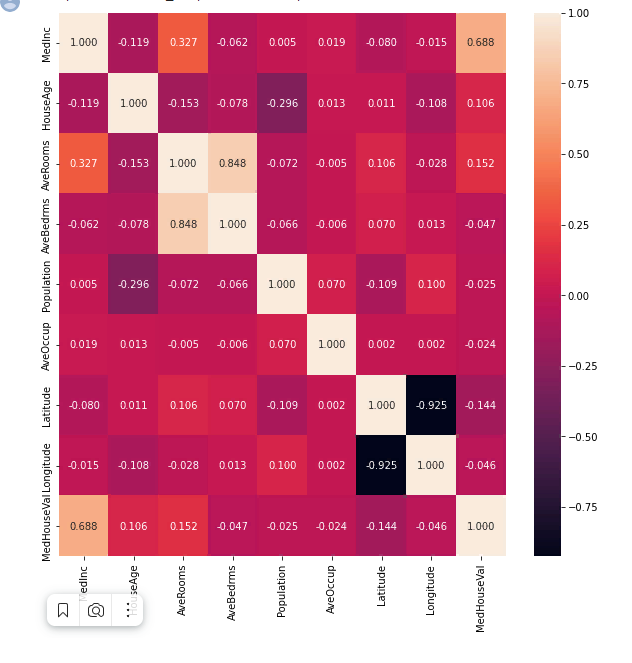 MedInc 1.000 -0.119 0.327 -0.062 0.005 0.019 -0.080 -0.015 0.688
HouseAge -0.119 1.000 -0.153 -0.078 -0.296 0.013 0.011 -0.108 0.106
AveRooms 0.327 -0.153 1.000 0.848 -0.072 -0.005 0.106 -0.028 0.152
AveBedrms -0.062 -0.078 0.848 1.000 -0.066 -0.006 0.070 0.013 -0.047
Population 0.005 -0.296 -0.072 -0.066 1.000 0.070 -0.109 0.100 -0.025
AveOccup 0.019 0.013 -0.005 -0.006 0.070 1.000 0.002 0.002 -0.024
Latitude -0.080 0.011 0.106 0.070 -0.109 0.002 1.000 -0.925 -0.144
Longitude -0.015 -0.108 -0.028 0.013 0.100 0.002 -0.925 1.000 -0.046
MedHouseVal 0.688 0.106 0.152 -0.047 -0.025 -0.024 -0.144 -0.046 1.000
MedInc HouseAge AveRooms AveBedrms Population AveOccup Latitude Longitude MedHouseVal
1.00
0.75
0.50
0.25
0.00
−0.25
−0.50
−0.75